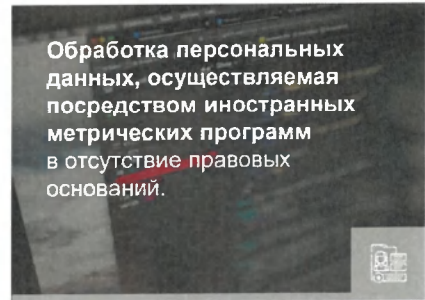 Обработка персональных
данных, осуществляемая
посредством иностранных
метрических программ
в отсутствие правовых
оснований.